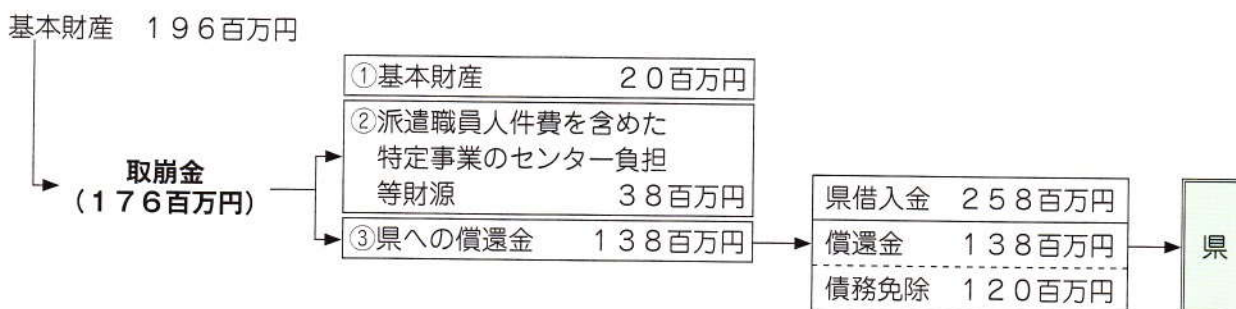 基本財産　１９６百万円
取崩金
（１７６百万円）
①基本財産　２０百万円
②派遣職員人件費を含めた
特定事業のセンター負担
等財源　３８百万円
③県への償還金　１３８百万円
県借入金　２５８百万円
償還金　１３８百万円
債務免除　１２０百万円
県